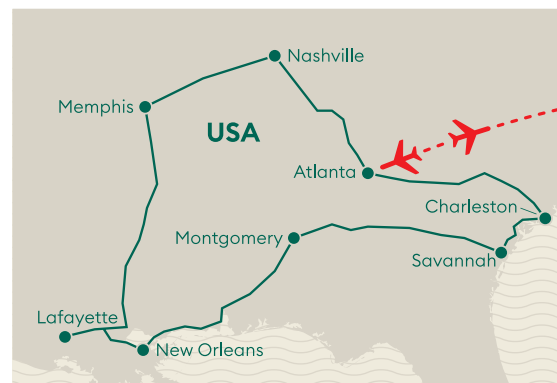 Nashville
Memphis
USA
Atlanta
Charleston
Montgomery
Savannah
Lafayette
New Orleans